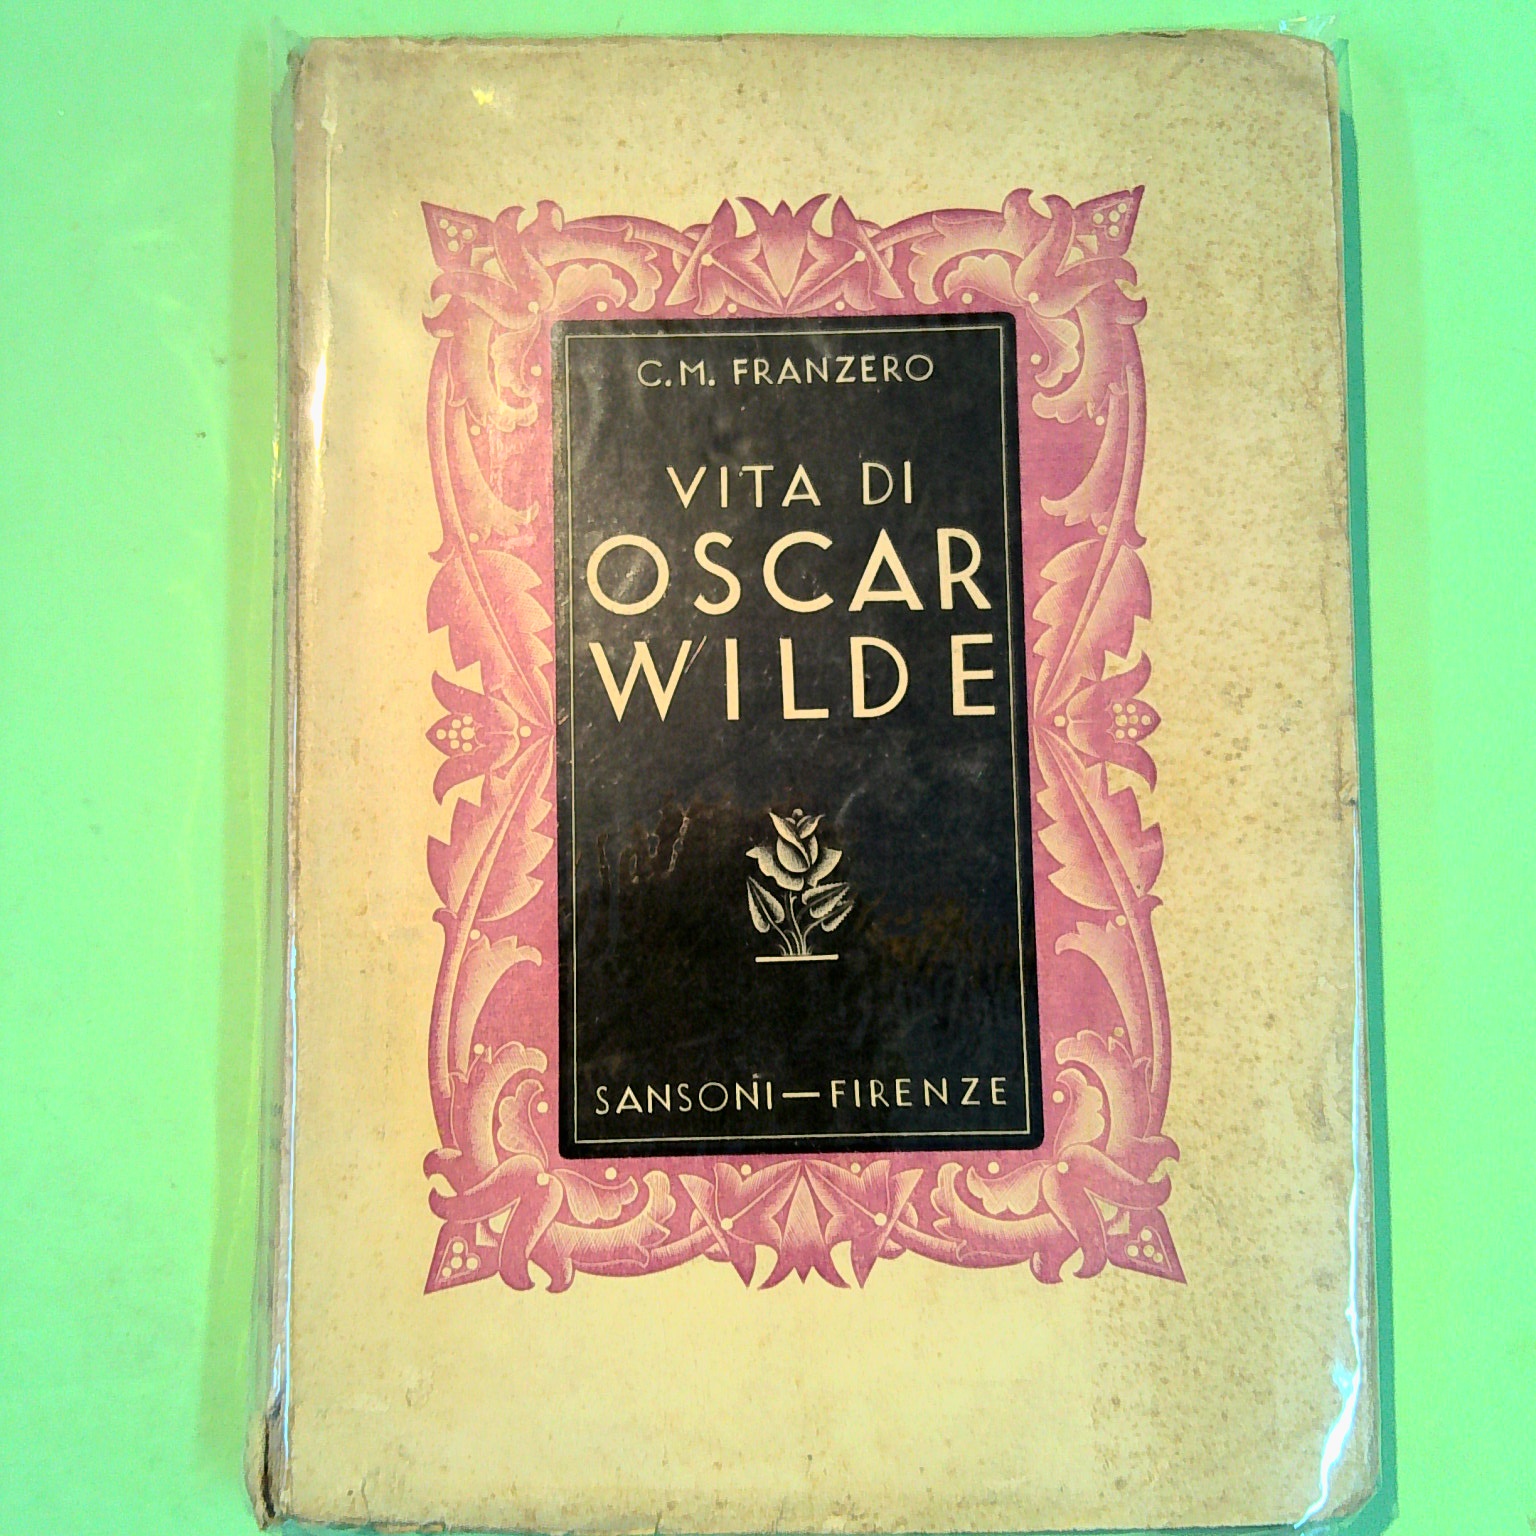 C.M. FRANZERO
VITA DI
OSCAR
WILDE
SANSONI—FIRENZE